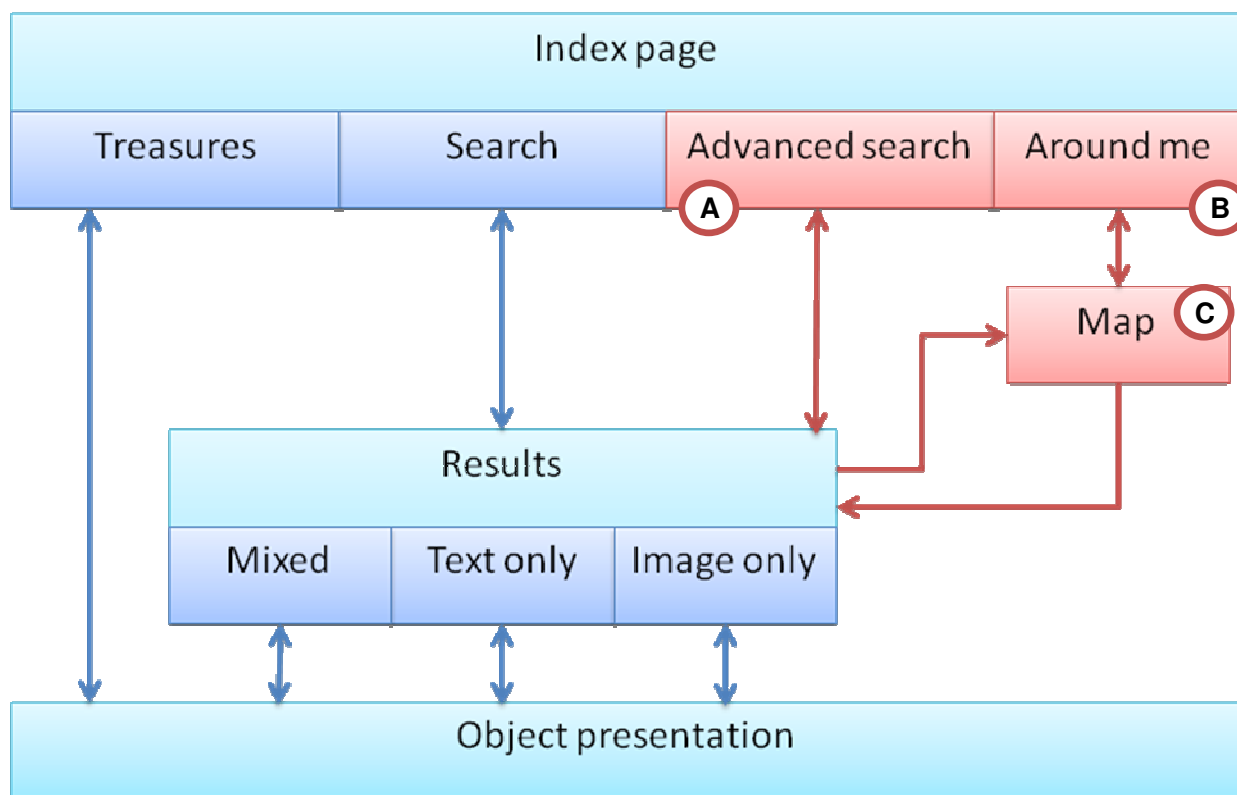 Index page
Treasures
Search
Advanced search
Around me
A
B
Map
C
Results
Mixed
Text only
Image only
Object presentation